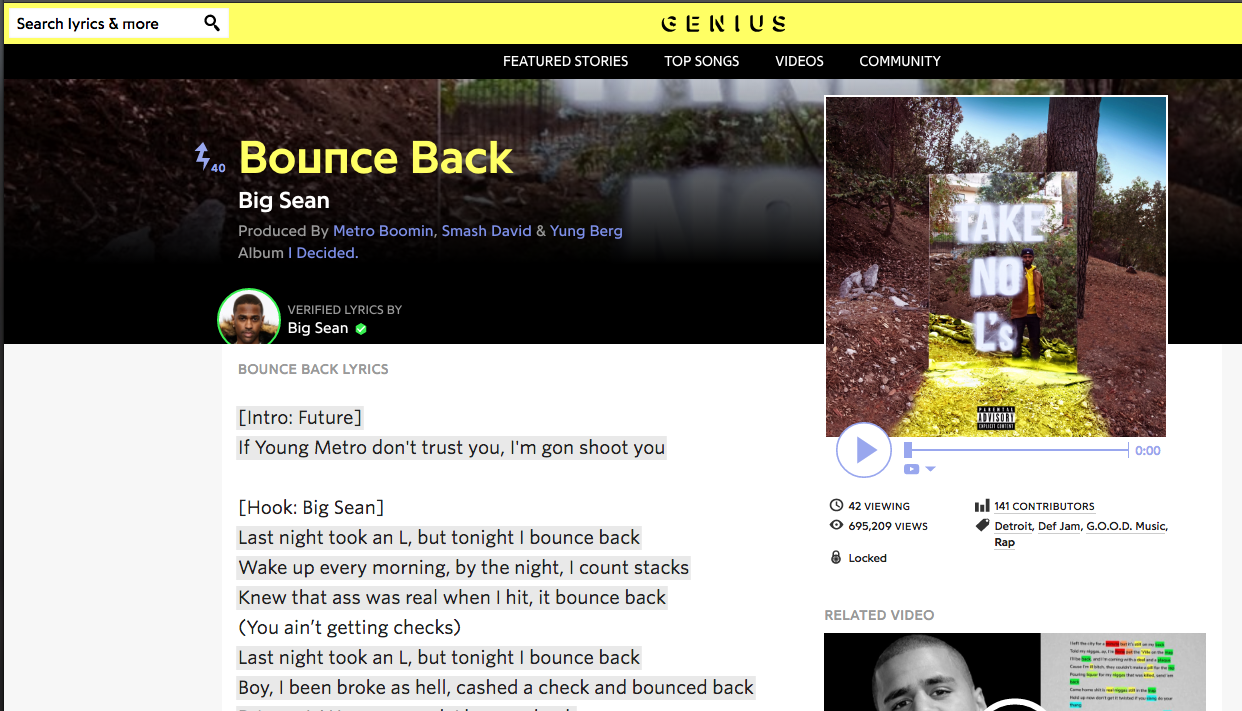 Search lyrics & more
GENIUS
FEATURED STORIES TOP SONGS VIDEOS COMMUNITY
40
Bounce Back
Big Sean
Produced By Metro Boomin, Smash David & Yung Berg
Album I Decided.
VERIFIED LYRICS BY
Big Sean
BOUNCE BACK LYRICS
[Intro: Future]
If Young Metro don't trust you, I'm gon shoot you
[Hook: Big Sean]
Last night took an L, but tonight I bounce back
Wake up every morning, by the night, I count stacks
Knew that ass was real when I hit, it bounce back
(You ain’t getting checks)
Last night took an L, but tonight I bounce back
Boy, I been broke as hell, cashed a check and bounced back
TAKE
NO
L's
PARENTAL
ADVISORY
EXPLICIT CONTENT
0:00
42 VIEWING
141 CONTRIBUTORS
695,209 VIEWS
Detroit, Def Jam, G.O.O.D. Music,
Rap
Locked
RELATED VIDEO